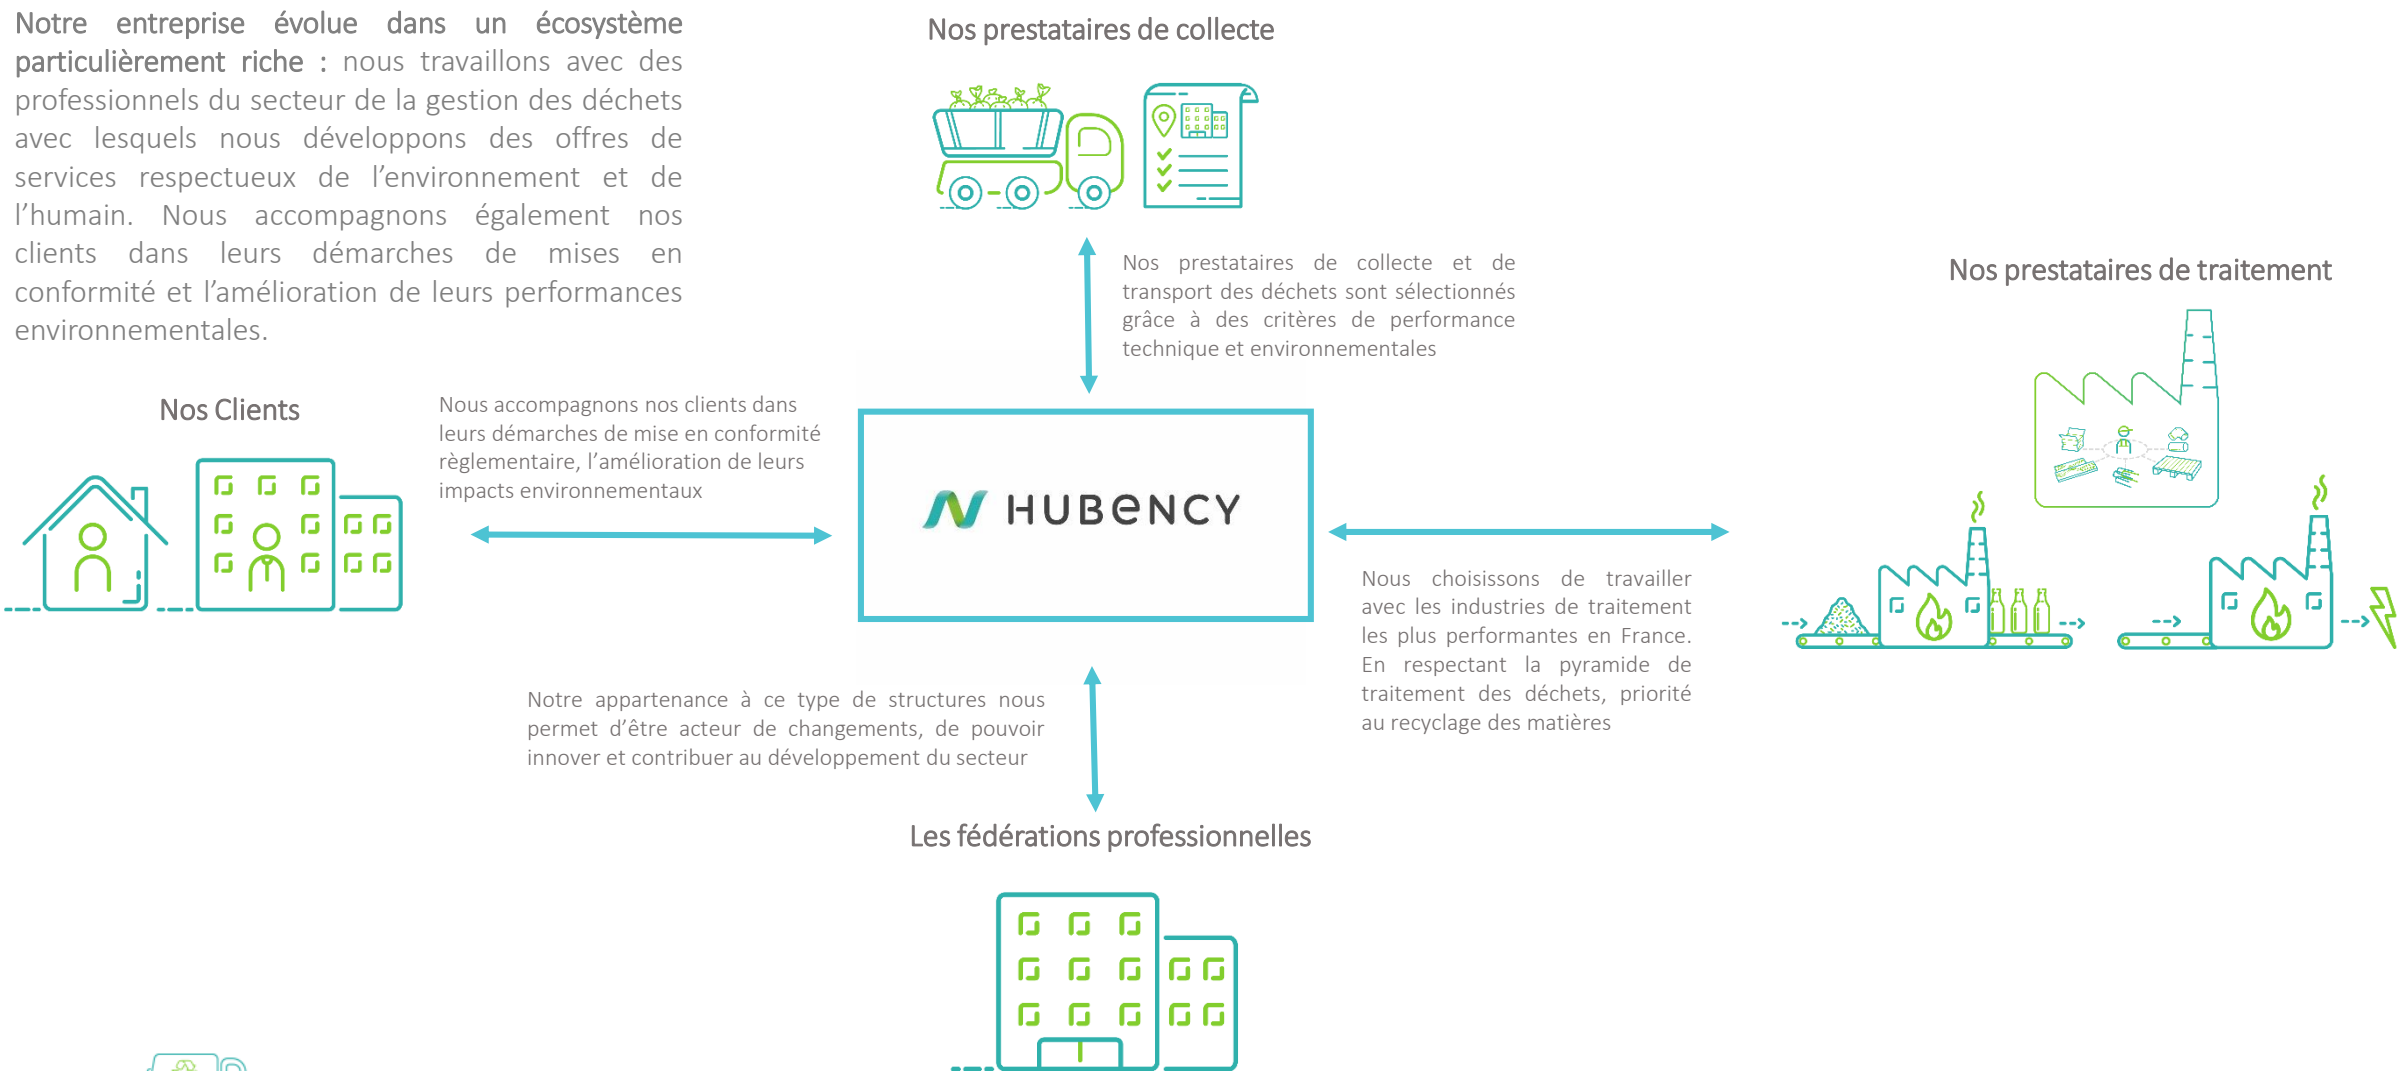 Notre entreprise évolue dans un écosystème
particulièrement riche : nous travaillons avec des
professionnels du secteur de la gestion des déchets
avec lesquels nous développons des offres de
services respectueux de l’environnement et de
l’humain. Nous accompagnons également nos
clients dans leurs démarches de mises en
conformité et l’amélioration de leurs performances
environnementales.
Nos prestataires de collecte
Nos prestataires de collecte et de
transport des déchets sont sélectionnés
grâce à des critères de performance
technique et environnementales
Nos prestataires de traitement
Nos Clients
Nous accompagnons nos clients dans
leurs démarches de mise en conformité
règlementaire, l’amélioration de leurs
impacts environnementaux
HUBENCY
Nous choisissons de travailler
avec les industries de traitement
les plus performantes en France.
En respectant la pyramide de
traitement des déchets, priorité
au recyclage des matières
Notre appartenance à ce type de structures nous
permet d’être acteur de changements, de pouvoir
innover et contribuer au développement du secteur
Les fédérations professionnelles